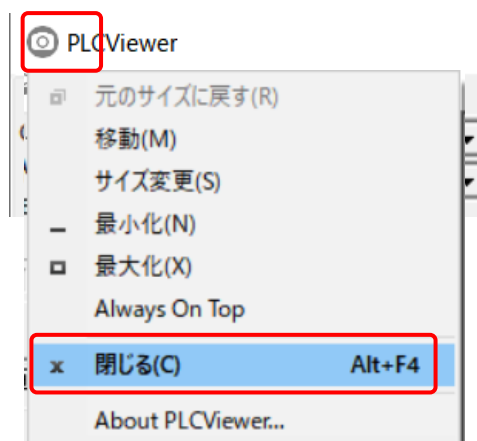 PLCViewer
元のサイズに戻す(R)
移動(M)
サイズ変更(S)
最小化(N)
最大化(X)
Always On Top
閉じる(C) Alt+F4
About PLCViewer...